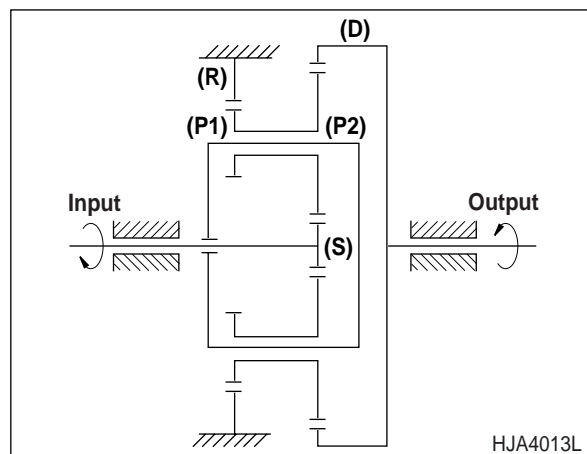 (D)
(R)
(P1) (P2)
Input Output
(S)
HJA4013L